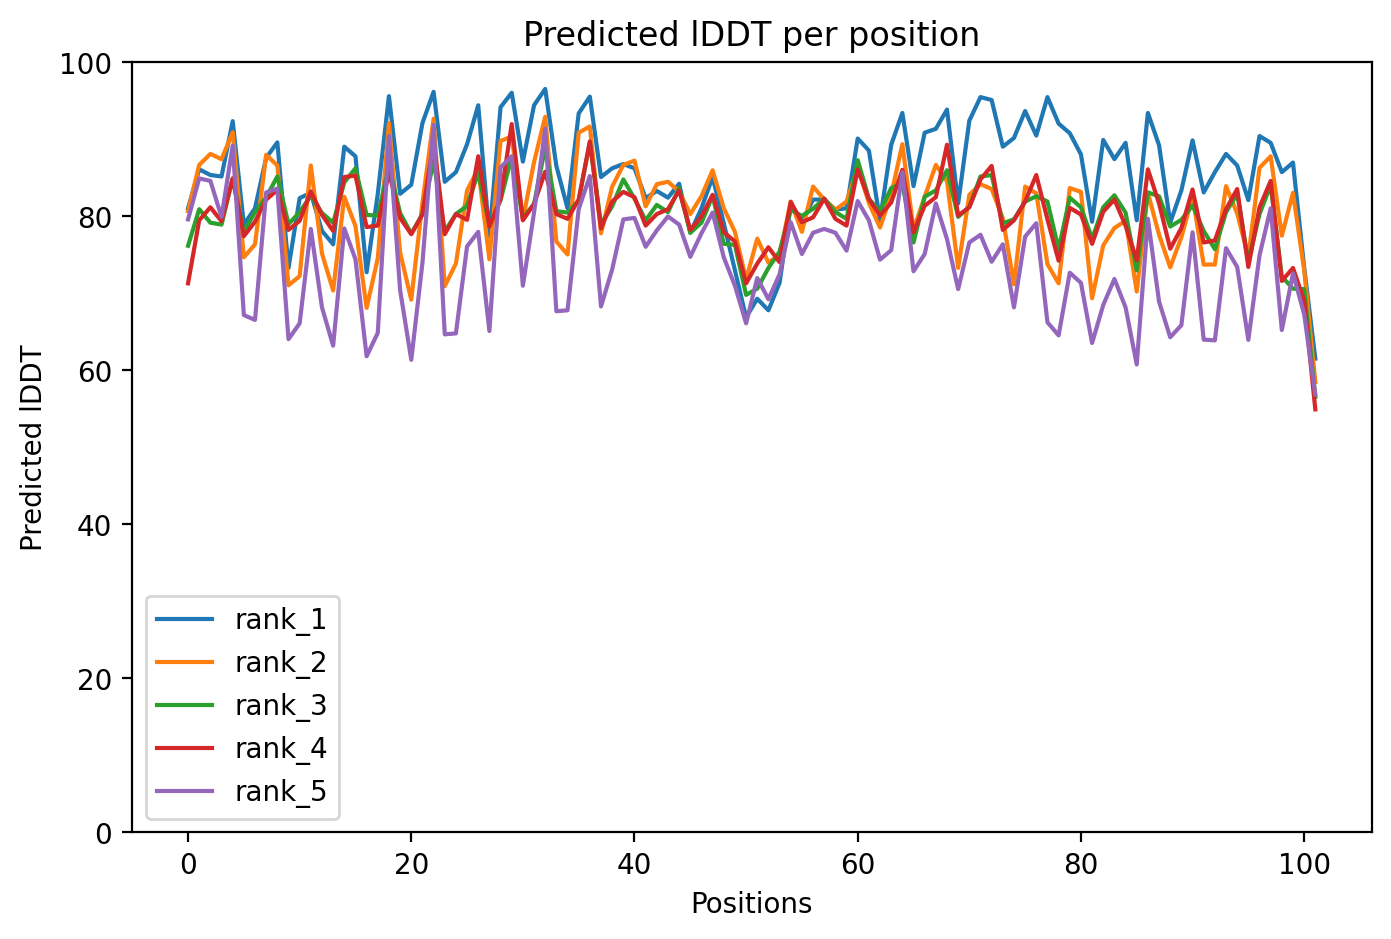 Predicted lDDT per position
100
80
60
40
20
0
Predicted lDDT
rank_1
rank_2
rank_3
rank_4
rank_5
0 20 40 60 80 100
Positions